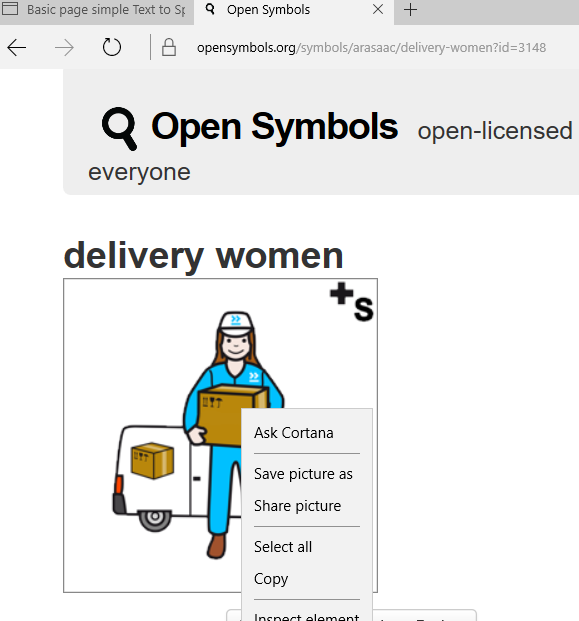 Basic page simple Text to Sp
Open Symbols
opensymbols.org/symbols/arasaac/delivery-women?id=3148
Open Symbols open-licensed
everyone
delivery women
+s
Ask Cortana
Save picture as
Share picture
Select all
Copy
Inspect element